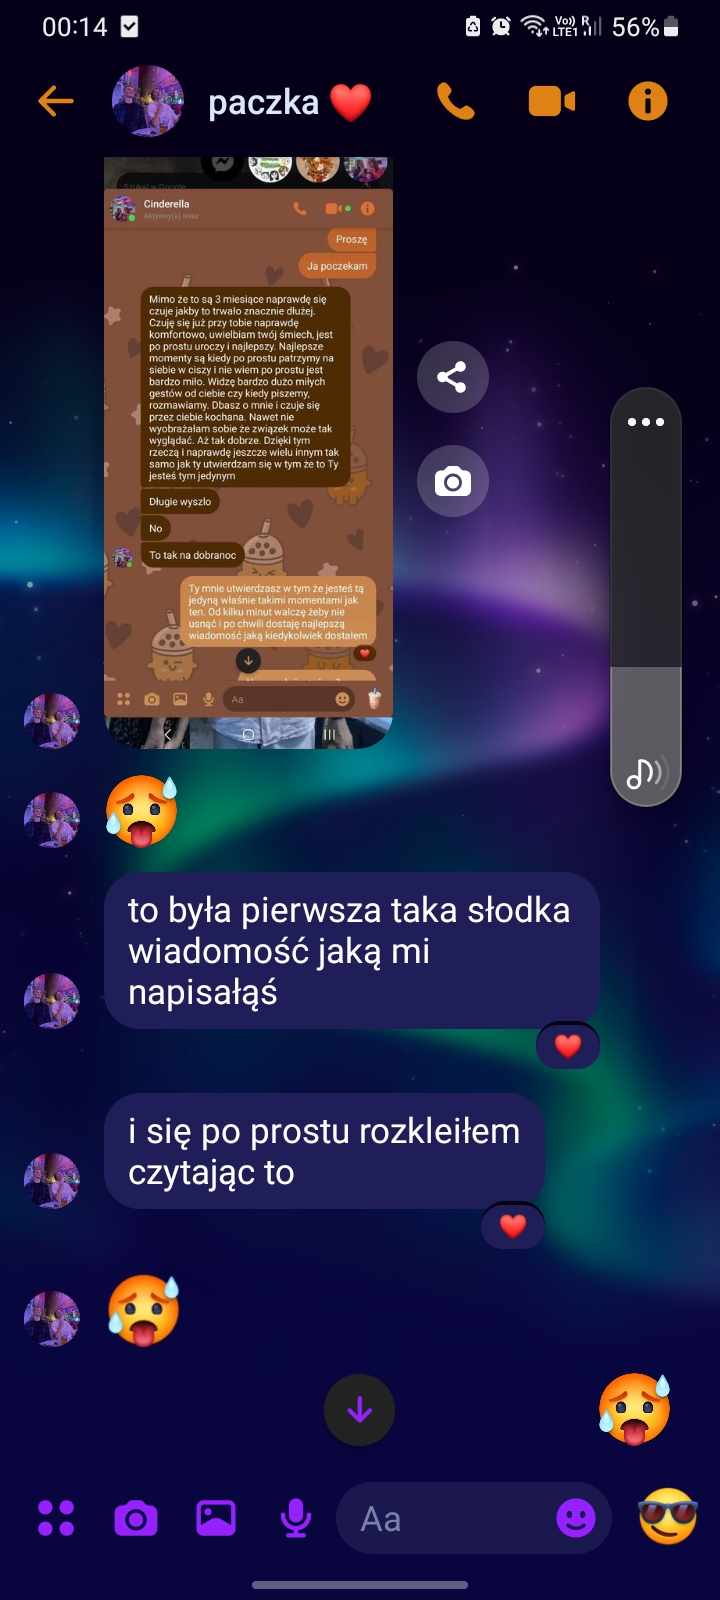 00:14
Vo)) R
LTE1
56%
paczka
Szukaj w Google
Cinderella
Aktywny(a) teraz
Proszę
Ja poczekam
Mimo że to są 3 miesiące naprawdę się
czuje jakby to trwało znacznie dłużej.
Czuję się już przy tobie naprawdę
komfortowo, uwielbiam twój śmiech, jest
po prostu uroczy i najlepszy. Najlepsze
momenty są kiedy po prostu patrzymy na
siebie w ciszy i nie wiem po prostu jest
bardzo miło. Widzę bardzo dużo miłych
gestów od ciebie czy kiedy piszemy,
rozmawiamy. Dbasz o mnie i czuje się
przez ciebie kochana. Nawet nie
wyobrażałam sobie że związek może tak
wyglądać. Aż tak dobrze. Dzięki tym
rzeczą i naprawdę jeszcze wielu innym tak
samo jak ty utwierdzam się w tym że to Ty
jesteś tym jedynym
Długie wyszlo
No
To tak na dobranoc
Ty mnie utwierdzasz w tym że jesteś tą
jedyną właśnie takimi momentami jak
ten. Od kilku minut walczę żeby nie
usnąć i po chwili dostaję najlepszą
wiadomość jaką kiedykolwiek dostałem
Aa
to była pierwsza taka słodka
wiadomość jaką mi
napisałąś
i się po prostu rozkleiłem
czytając to
Aa